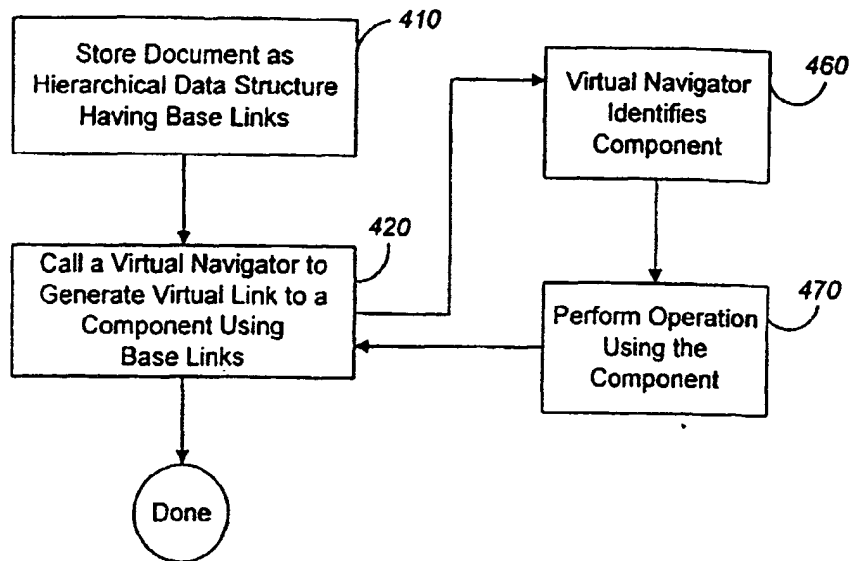 410
Store Document as
Hierarchical Data Structure
Having Base Links
460
Virtual Navigator
Identifies
Component
420
Call a Virtual Navigator to
Generate Virtual Link to a
Component Using
Base Links
470
Perform Operation
Using the
Component
Done